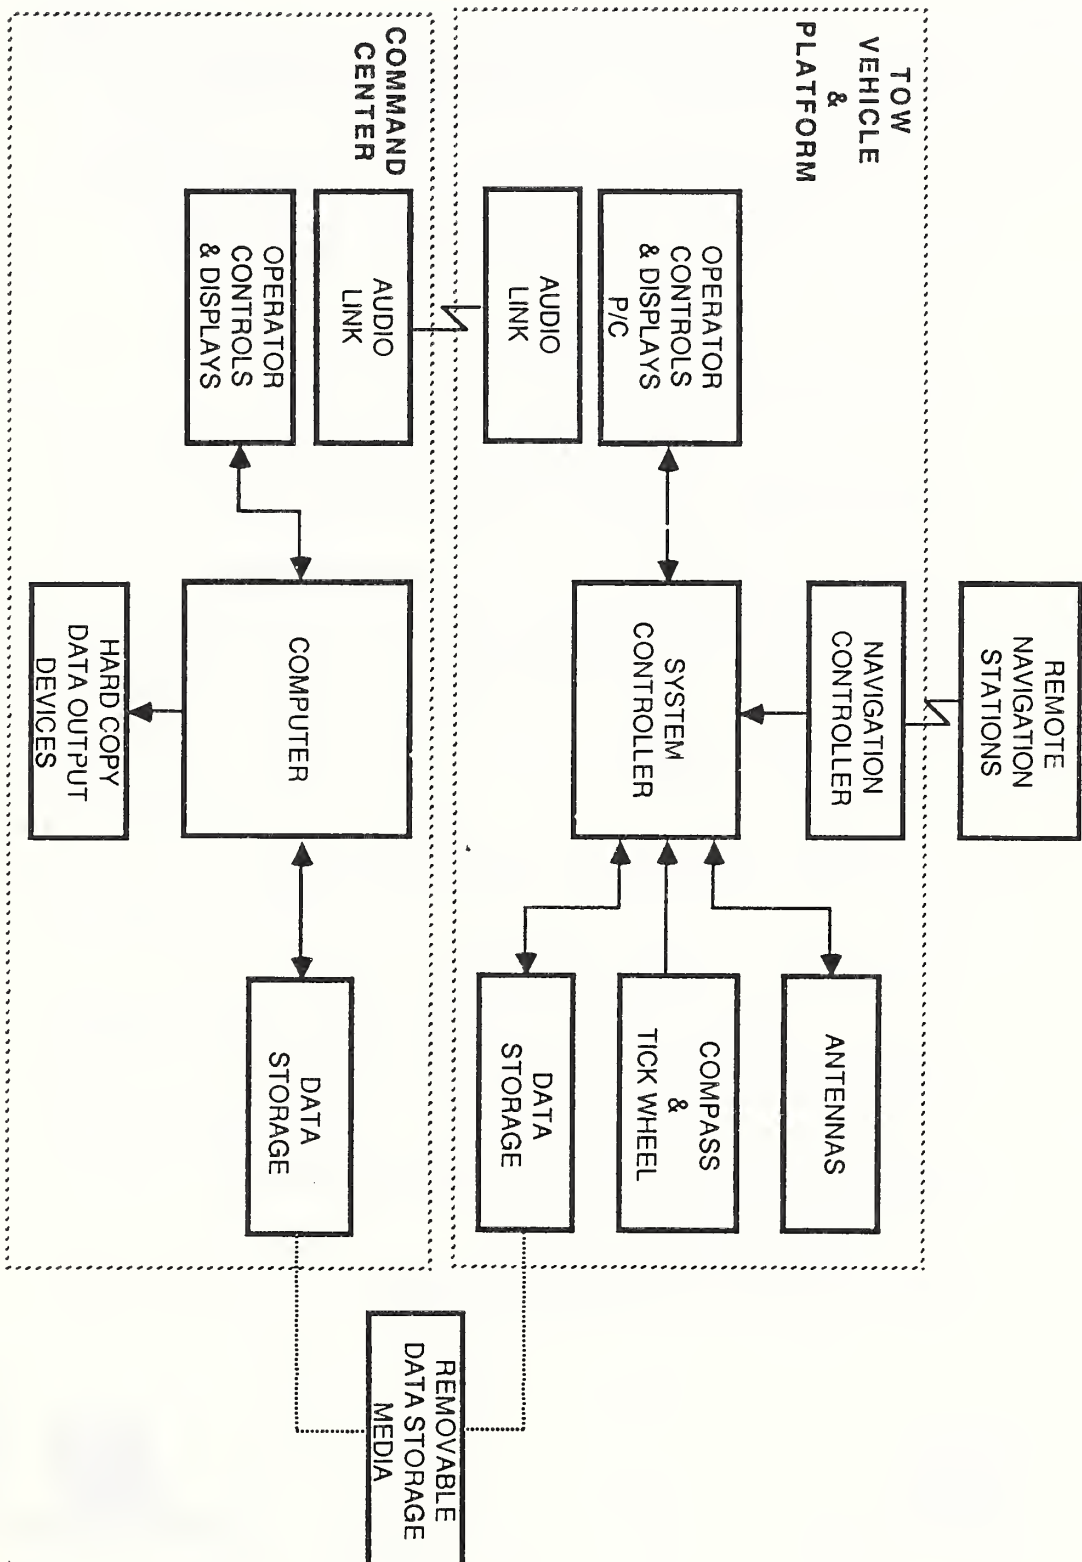 REMOTE
NAVIGATION
STATIONS
TOW
VEHICLE
&
PLATFORM
NAVIGATION
CONTROLLER
ANTENNAS
OPERATOR
CONTROLS
& DISPLAYS
P/C
SYSTEM
CONTROLLER
COMPASS
&
TICK WHEEL
AUDIO
LINK
DATA
STORAGE
REMOVABLE
DATA STORAGE
MEDIA
COMMAND
CENTER
AUDIO
LINK
OPERATOR
CONTROLS
& DISPLAYS
COMPUTER
DATA
STORAGE
HARD COPY
DATA OUTPUT
DEVICES